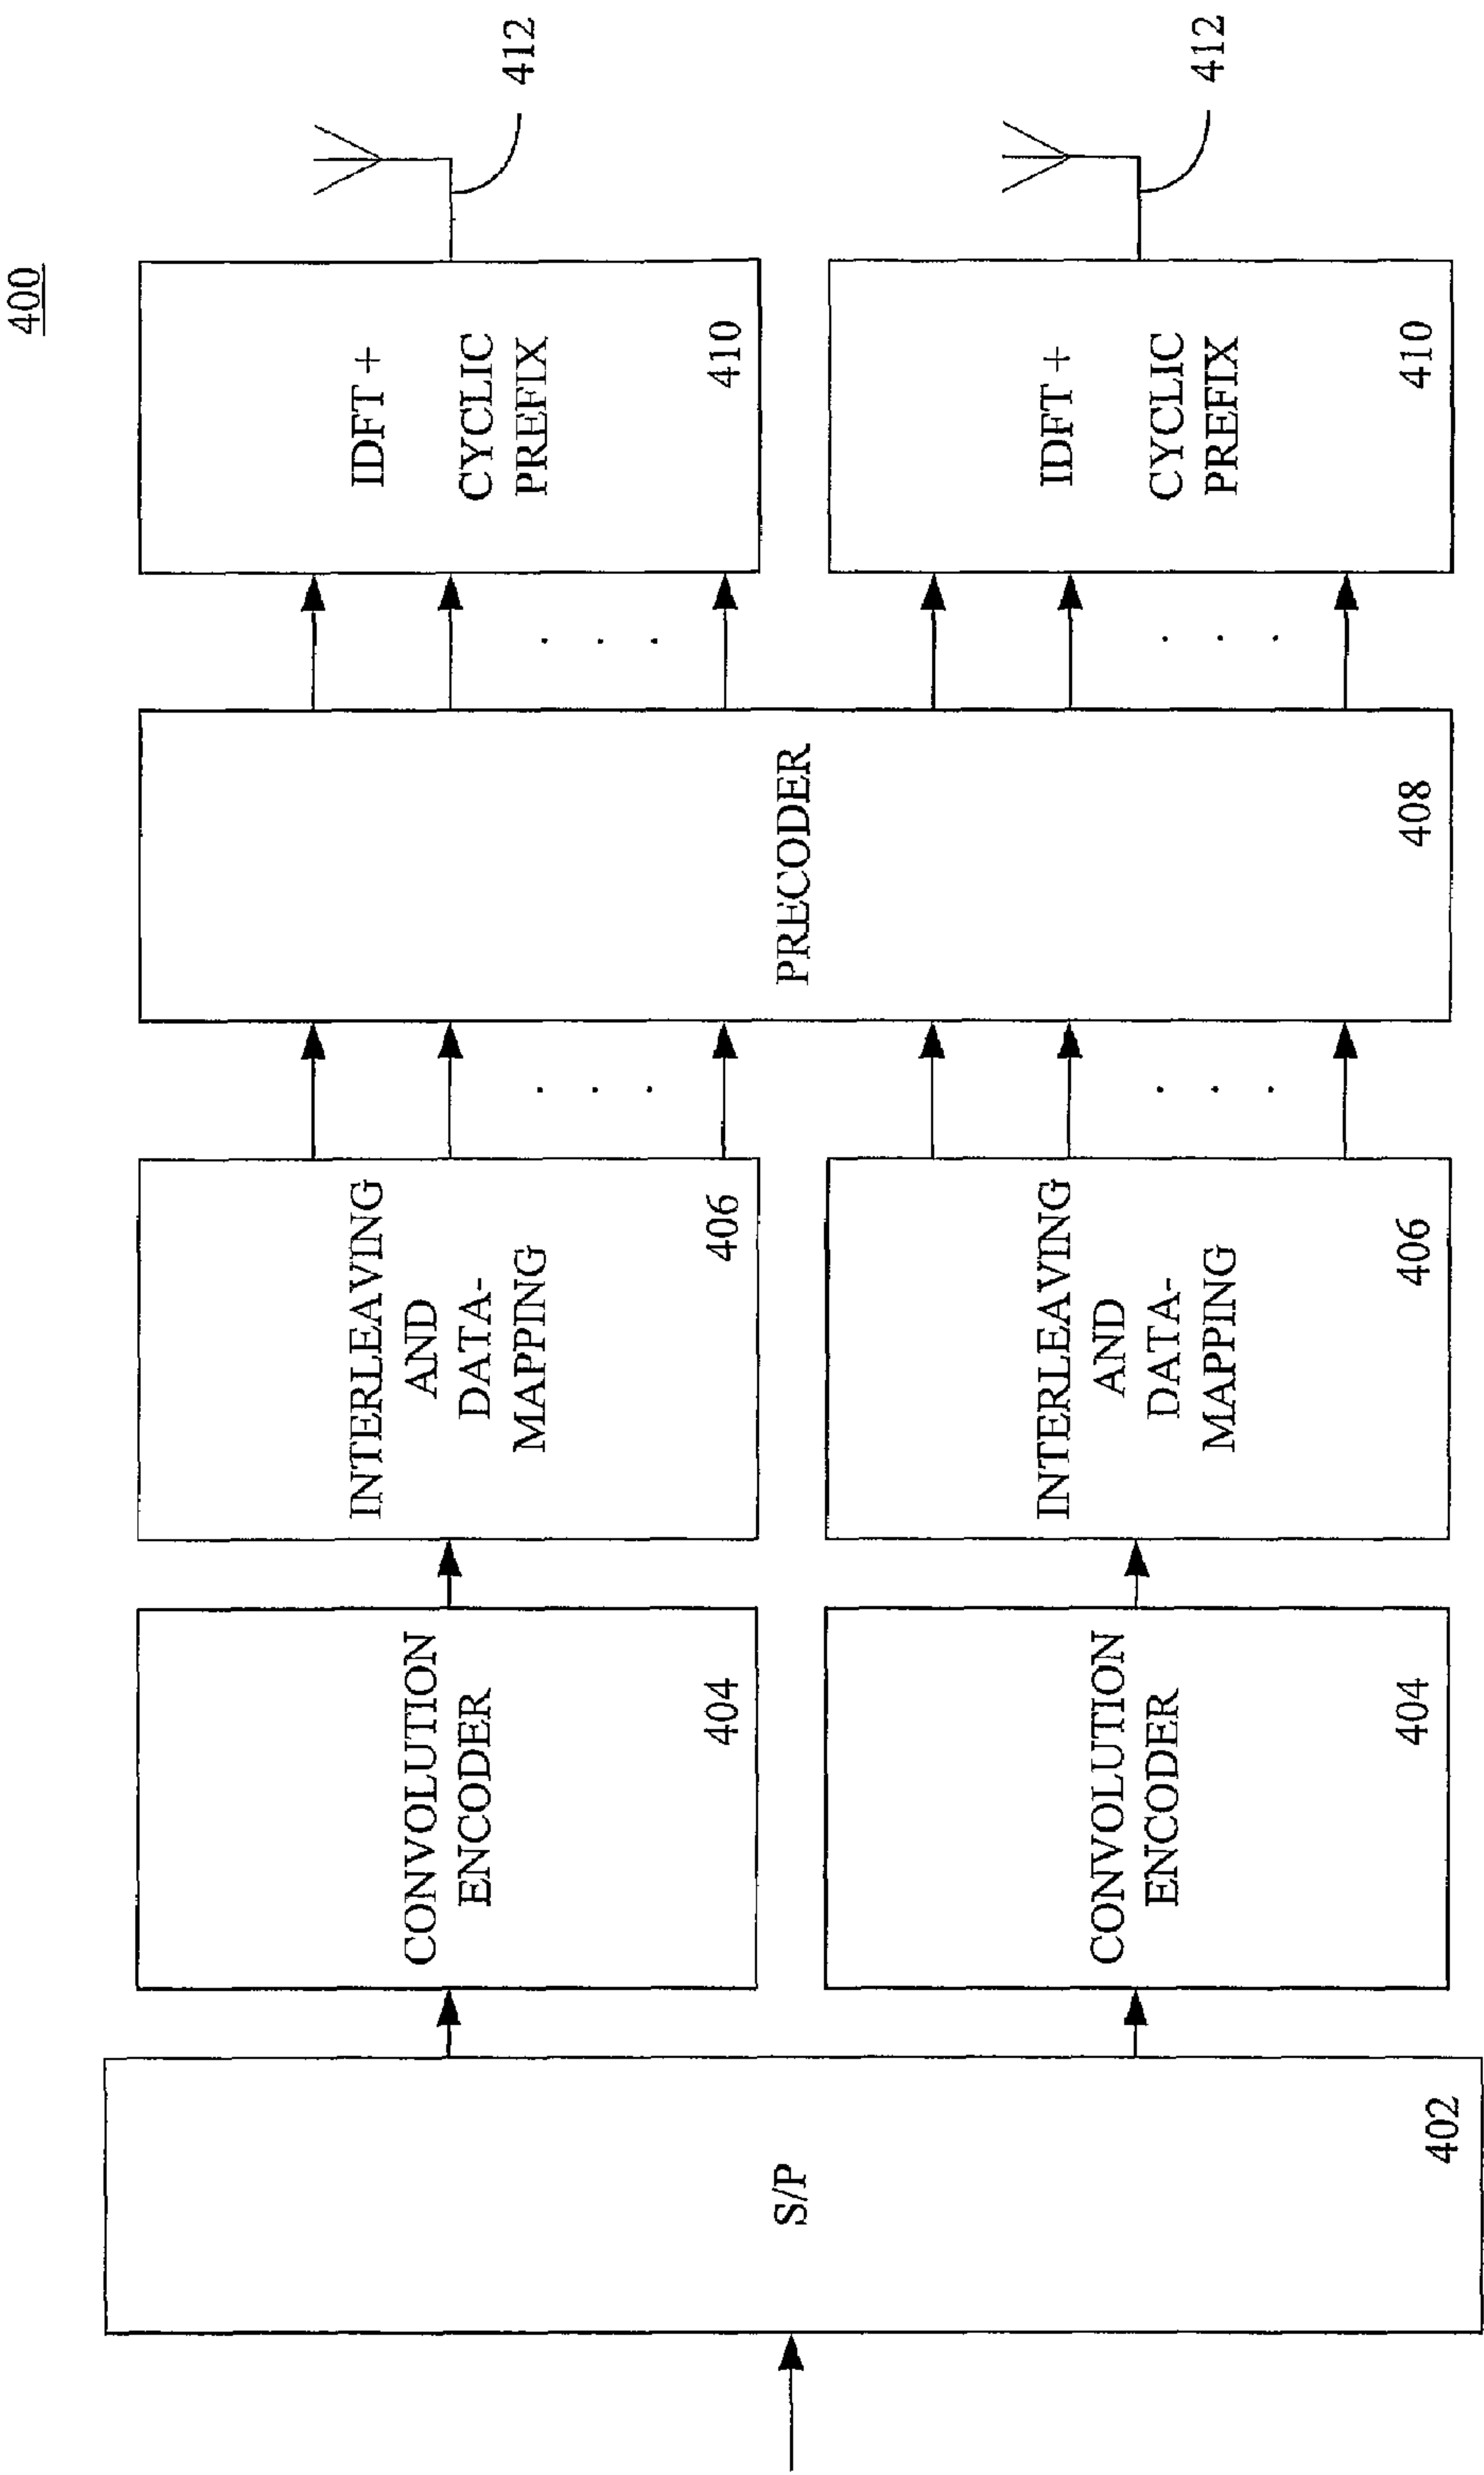 400
S/P
402
CONVOLUTION
ENCODER
404
INTERLEAVING
AND
DATA-
MAPPING
406
PRECODER
408
IDFT +
CYCLIC
PREFIX
410
412
CONVOLUTION
ENCODER
404
INTERLEAVING
AND
DATA-
MAPPING
406
IDFT +
CYCLIC
PREFIX
410
412